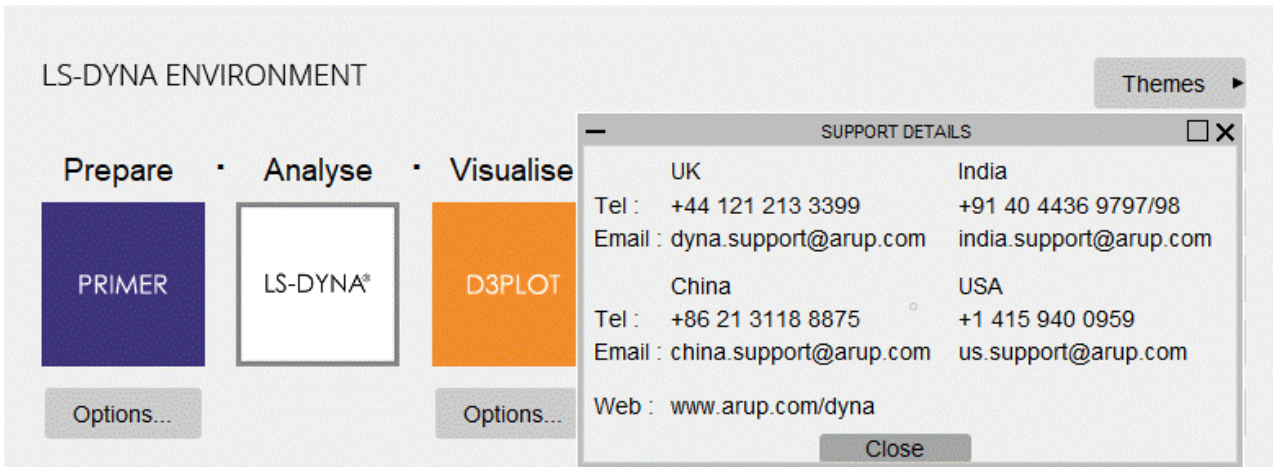 LS-DYNA ENVIRONMENT
Themes
Prepare · Analyse · Visualise
PRIMER
LS-DYNA®
D3PLOT
Options...
Options...
SUPPORT DETAILS
UK India
Tel : +44 121 213 3399 +91 40 4436 9797/98
Email : dyna.support@arup.com india.support@arup.com
China USA
Tel : +86 21 3118 8875 +1 415 940 0959
Email : china.support@arup.com us.support@arup.com
Web : www.arup.com/dyna
Close